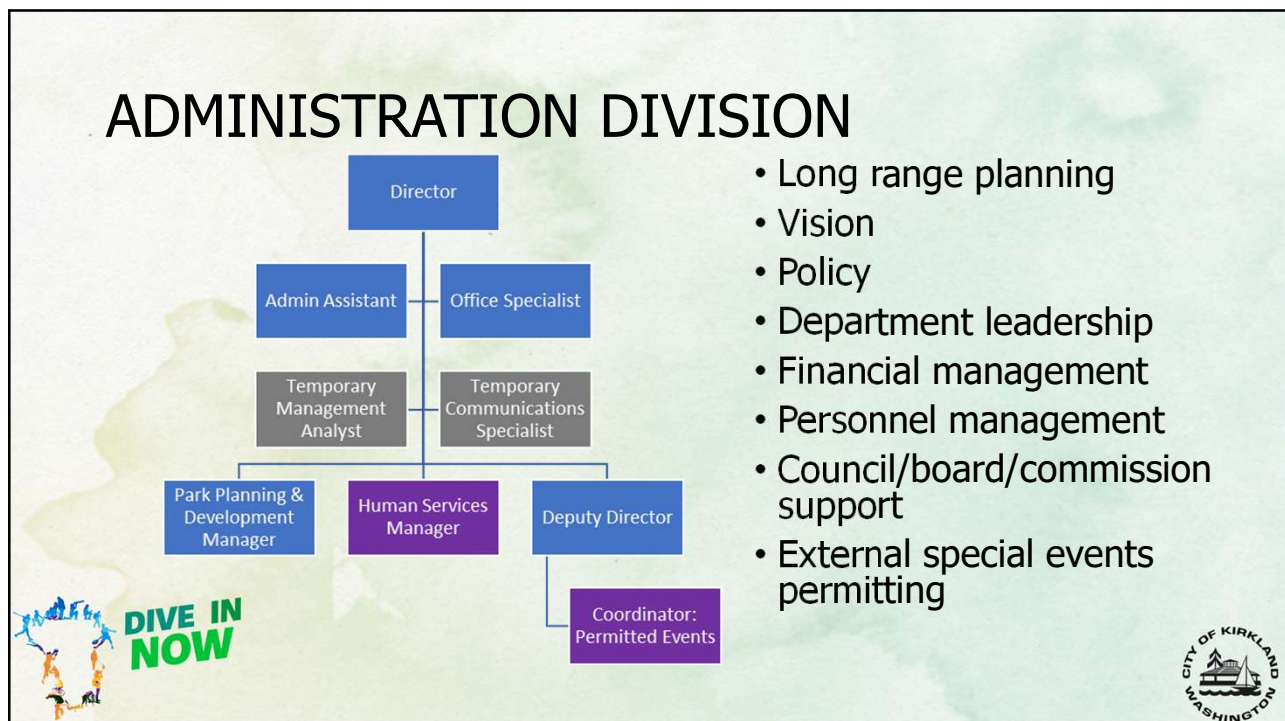 ADMINISTRATION DIVISION
Director
Admin Assistant
Office Specialist
Temporary
Management
Analyst
Temporary
Communications
Specialist
Park Planning &
Development
Manager
Human Services
Manager
Deputy Director
Coordinator:
Permitted Events
• Long range planning
• Vision
• Policy
• Department leadership
• Financial management
• Personnel management
• Council/board/commission
support
• External special events
permitting
DIVE IN
NOW
CITY OF KIRKLAND
WASHINGTON